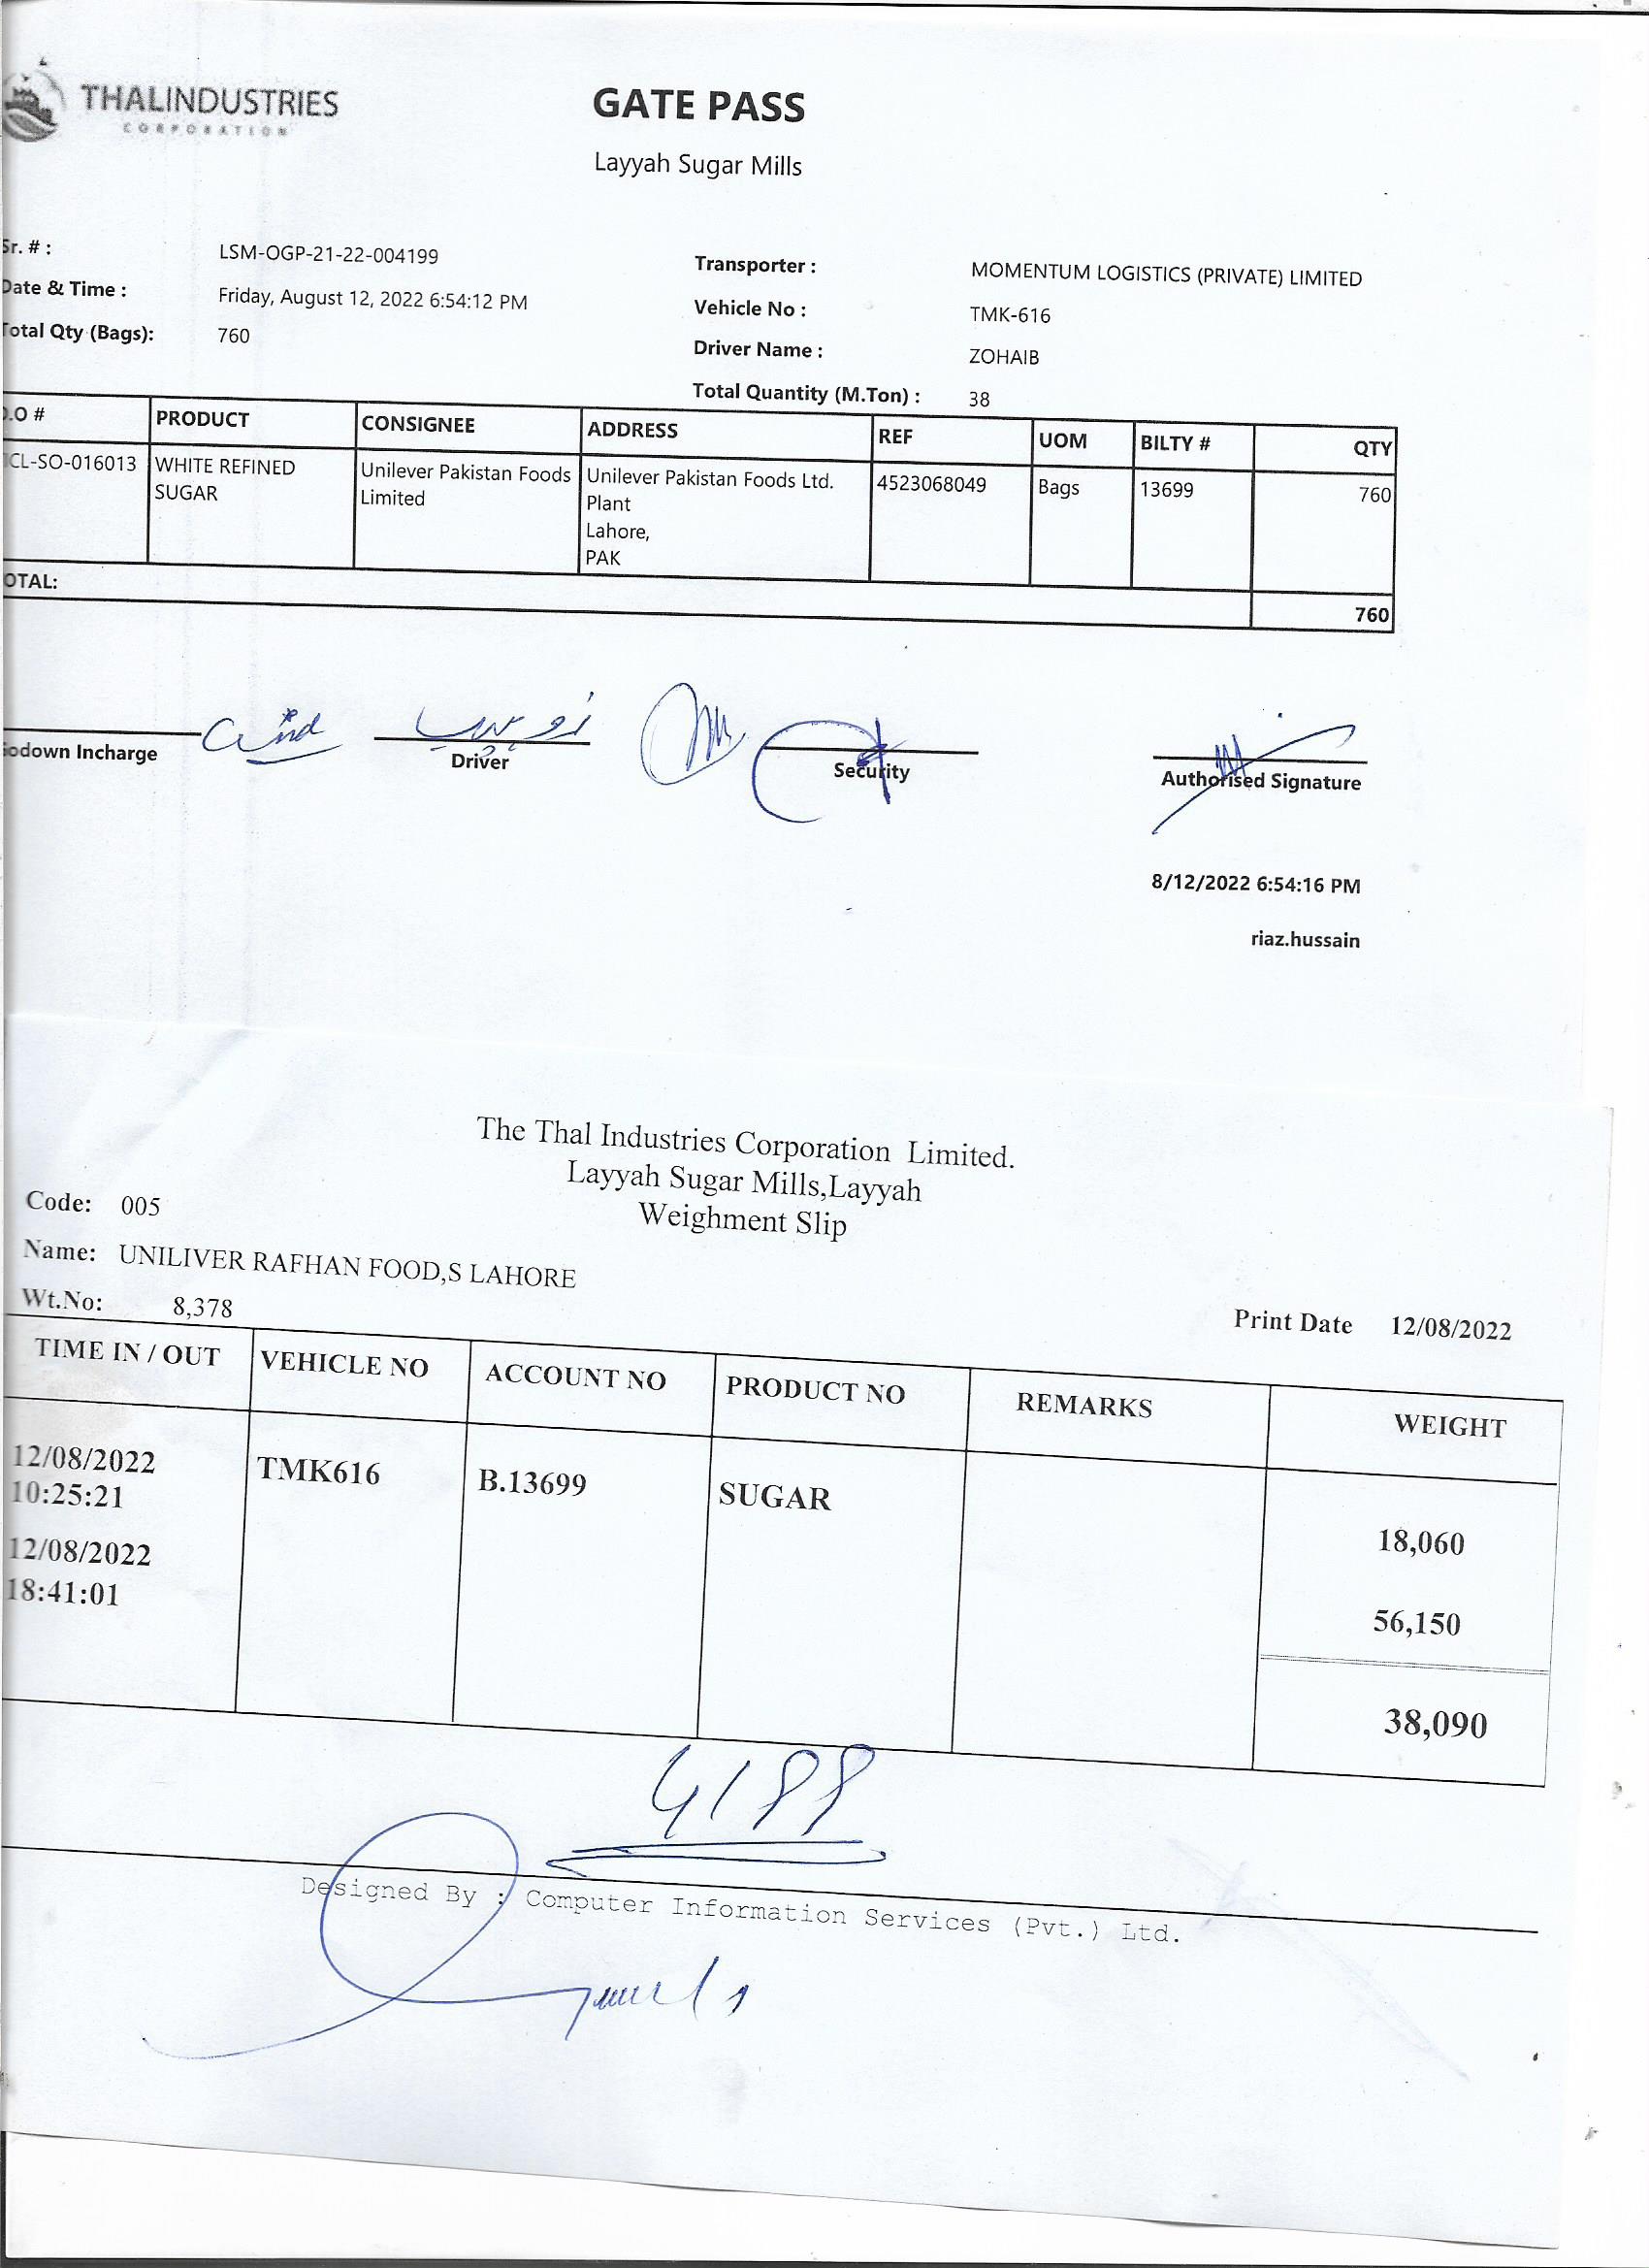 THALINDUSTRIES
CORPORATION
GATE PASS
Layyah Sugar Mills
Sr. # : LSM-OGP-21-22-004199
Date & Time : Friday, August 12, 2022 6:54:12 PM
Total Qty (Bags): 760
Transporter : MOMENTUM LOGISTICS (PRIVATE) LIMITED
Vehicle No : TMK-616
Driver Name : ZOHAIB
Total Quantity (M.Ton) : 38
.O # PRODUCT CONSIGNEE ADDRESS REF UOM BILTY # QTY
CL-SO-016013 WHITE REFINED Unilever Pakistan Foods Unilever Pakistan Foods Ltd. 4523068049 Bags 13699 760
SUGAR Limited Plant
Lahore,
PAK
OTAL: 760
زوہیب
odown Incharge Driver Security Authorised Signature
8/12/2022 6:54:16 PM
riaz.hussain
The Thal Industries Corporation Limited.
Layyah Sugar Mills,Layyah
Weighment Slip
Code: 005
Name: UNILIVER RAFHAN FOOD,S LAHORE
Wt.No: 8,378
Print Date 12/08/2022
TIME IN / OUT VEHICLE NO ACCOUNT NO PRODUCT NO REMARKS WEIGHT
12/08/2022 TMK616 B.13699 SUGAR
10:25:21 18,060
12/08/2022
18:41:01 56,150
38,090
Designed By : Computer Information Services (Pvt.) Ltd.